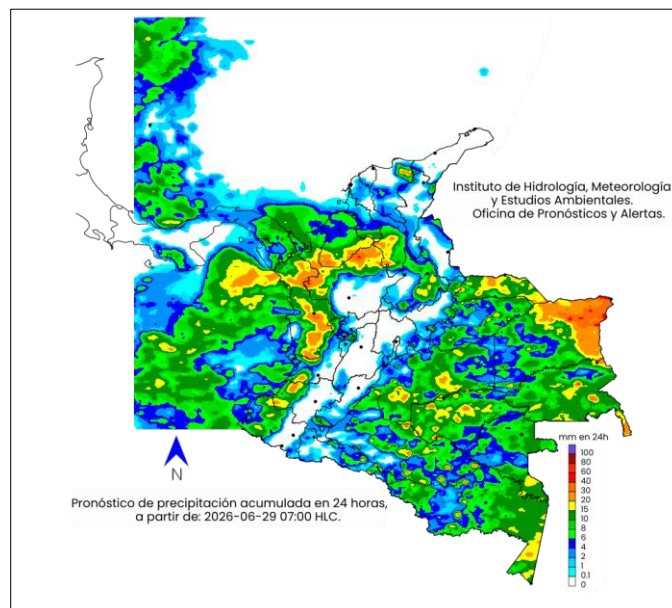 Instituto de Hidrología, Meteorología
y Estudios Ambientales.
Oficina de Pronósticos y Alertas.
mm en 24h
100
80
60
40
30
20
15
10
8
6
4
2
1
0.1
0
N
Pronóstico de precipitación acumulada en 24 horas,
a partir de: 2026-06-29 07:00 HLC.